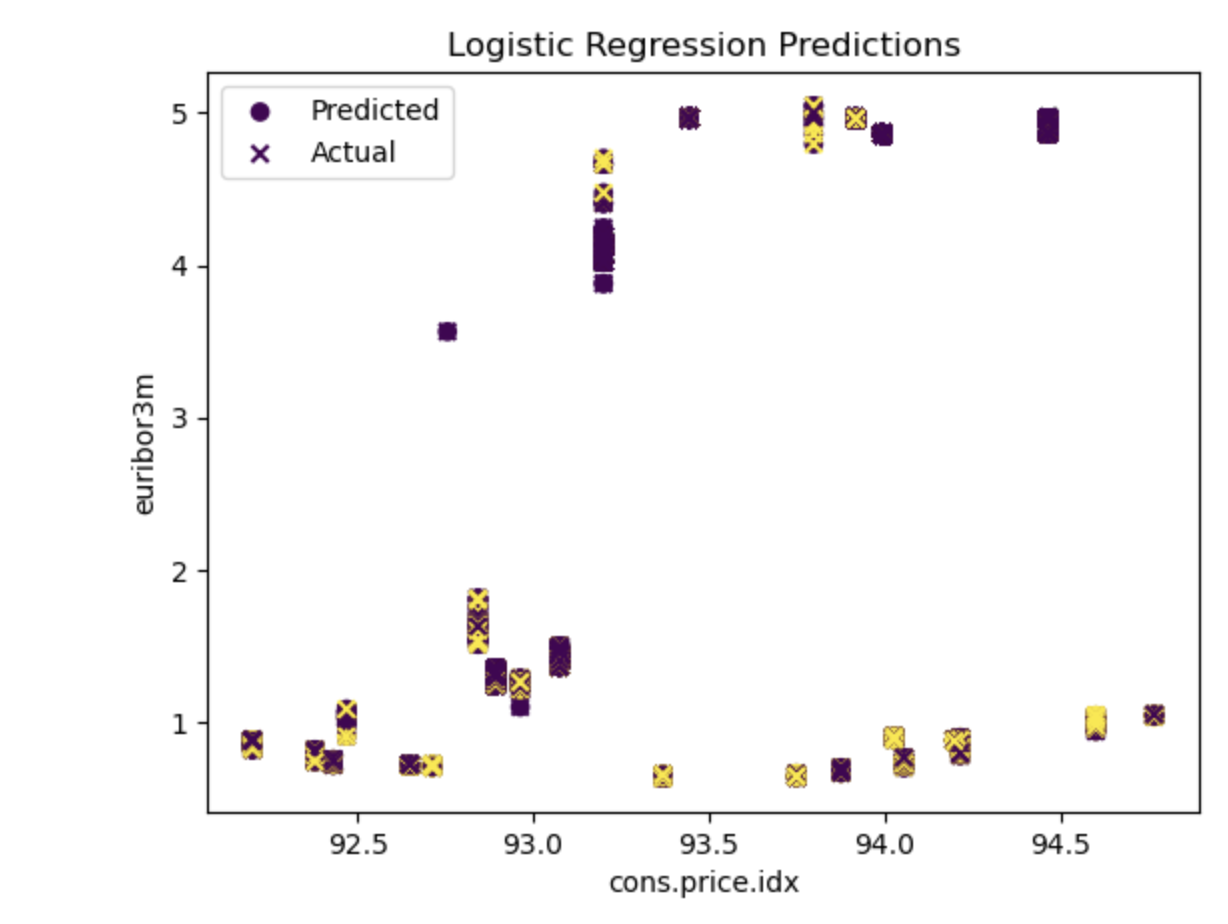 Logistic Regression Predictions
Predicted
Actual
5
4
3
2
1
euribor3m
92.5 93.0 93.5 94.0 94.5
cons.price.idx